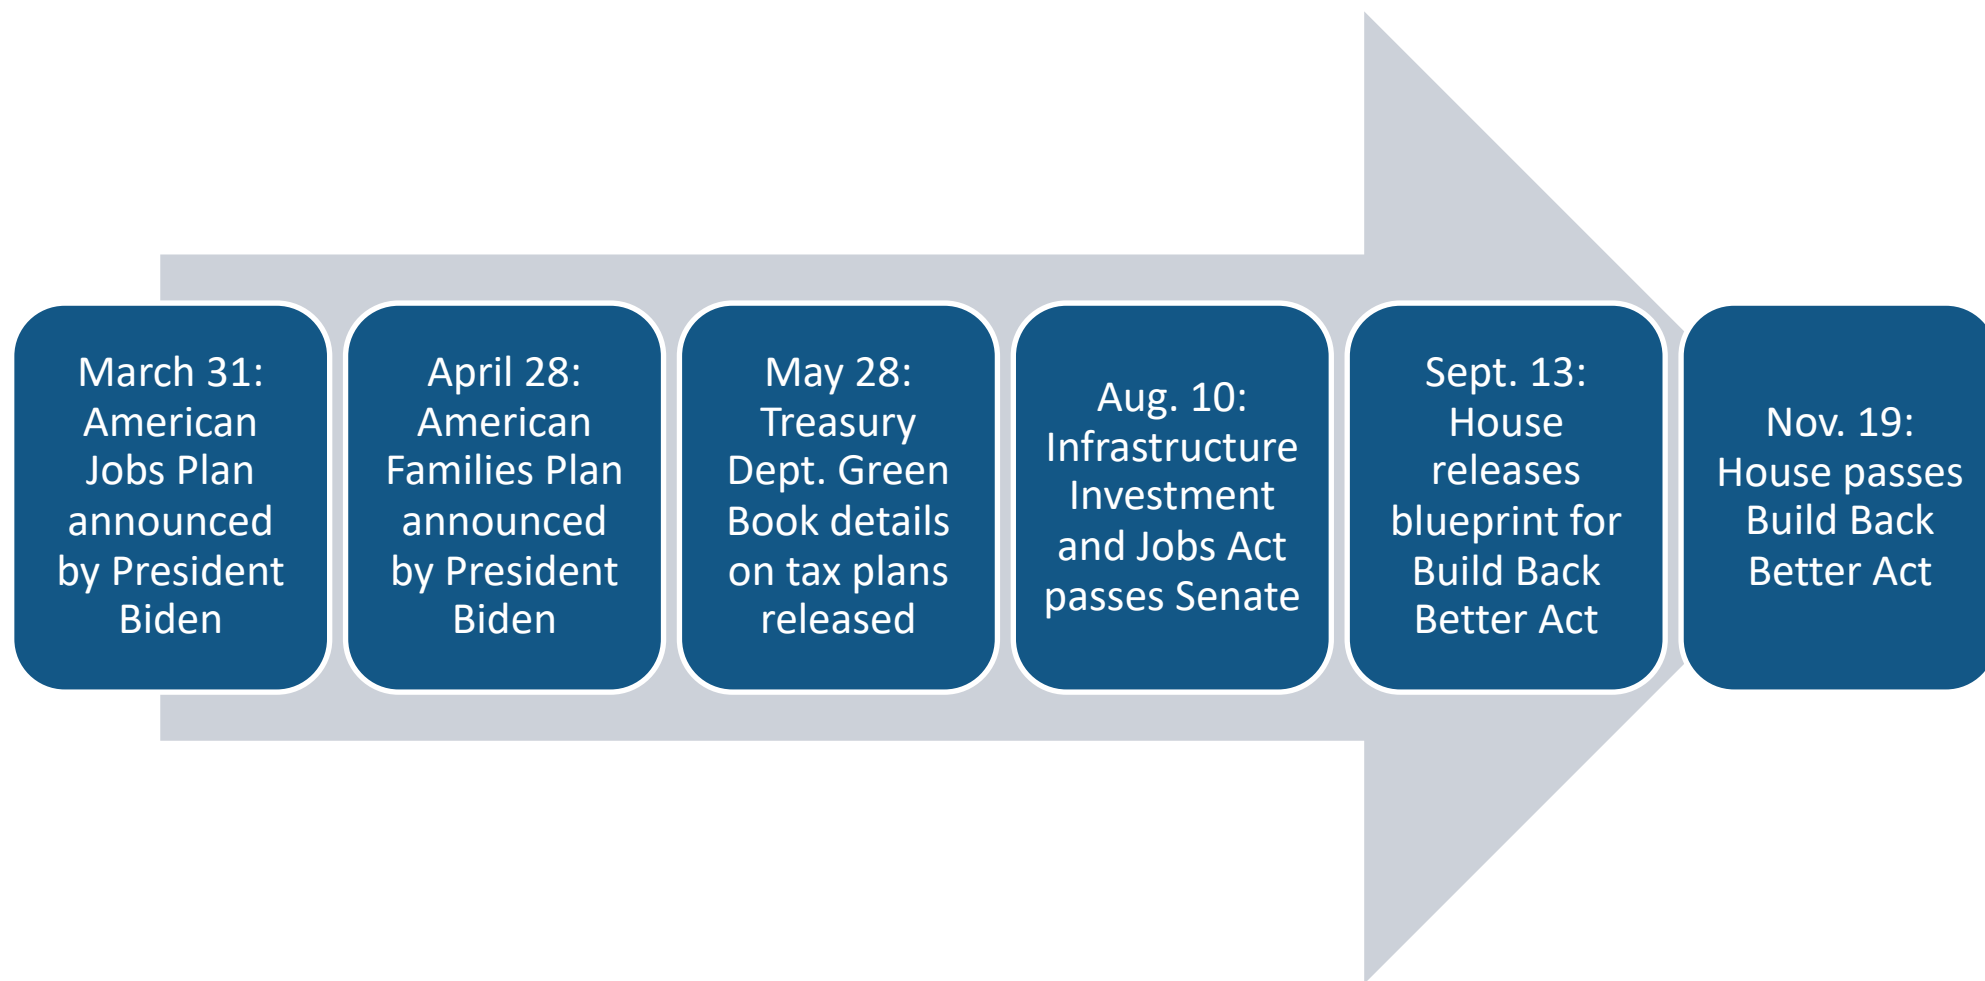 March 31:
American
Jobs Plan
announced
by President
Biden
April 28:
American
Families Plan
announced
by President
Biden
May 28:
Treasury
Dept. Green
Book details
on tax plans
released
Aug. 10:
Infrastructure
Investment
and Jobs Act
passes Senate
Sept. 13:
House
releases
blueprint for
Build Back
Better Act
Nov. 19:
House passes
Build Back
Better Act